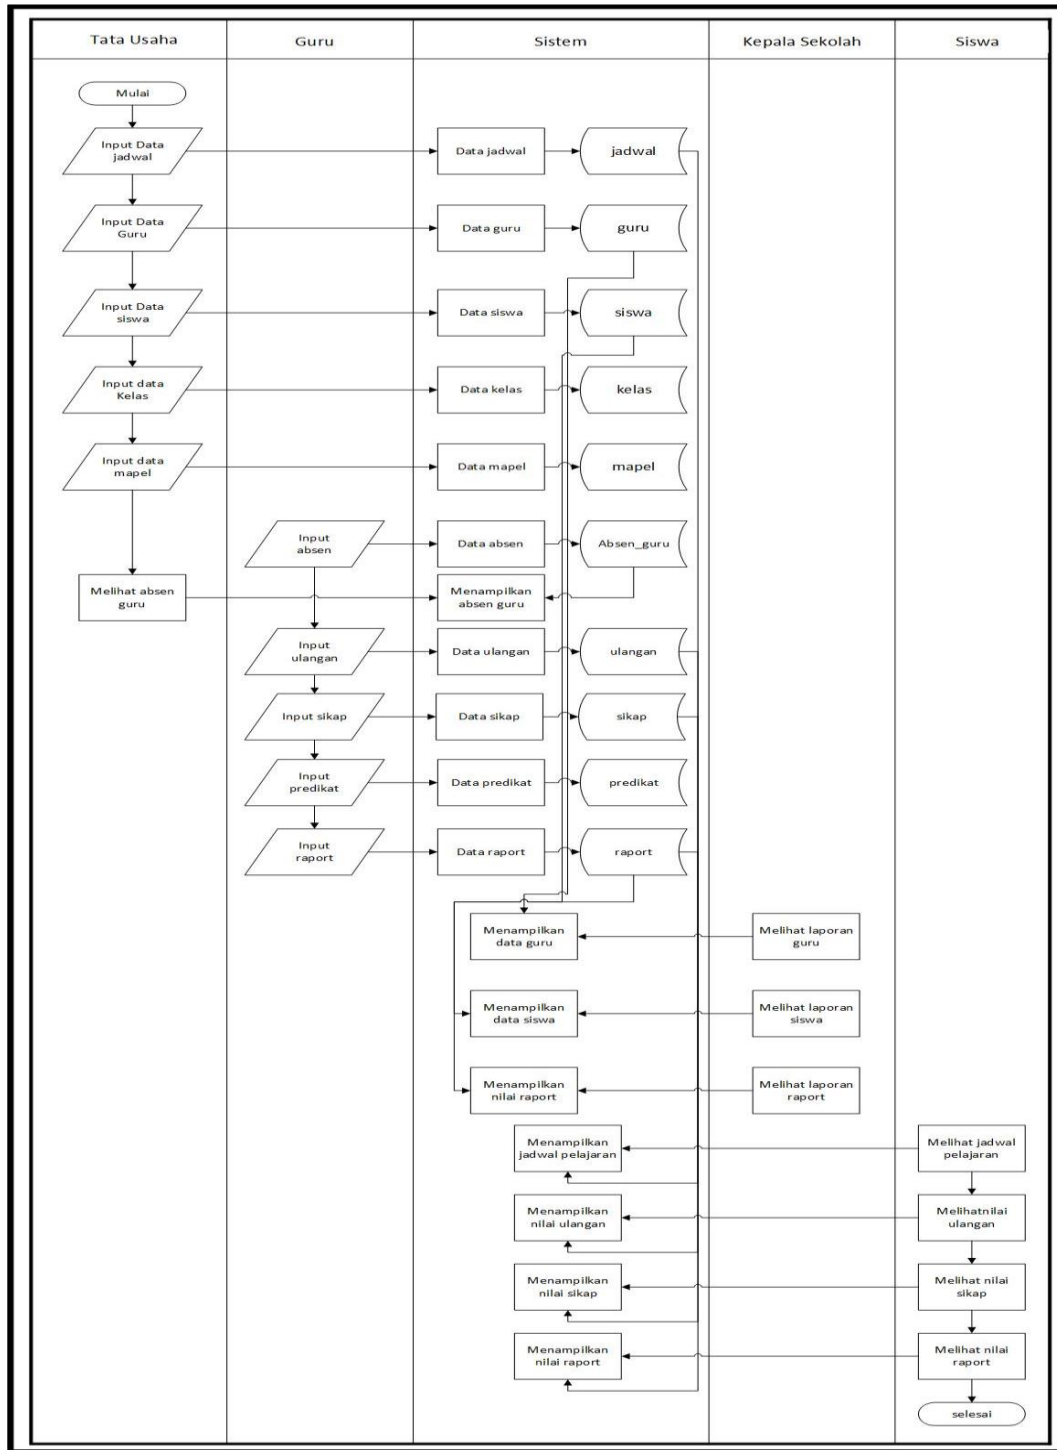 Tata Usaha
Guru
Sistem
Kepala Sekolah
Siswa
Mulai
Input Data
jadwal
Data jadwal
jadwal
Input Data
Guru
Data guru
guru
Input Data
siswa
Data siswa
siswa
Input data
Kelas
Data kelas
kelas
Input data
mapel
Data mapel
mapel
Input
absen
Data absen
Absen_guru
Melihat absen
guru
Menampilkan
absen guru
Input
ulangan
Data ulangan
ulangan
Input sikap
Data sikap
sikap
Input
predikat
Data predikat
predikat
Input
raport
Data raport
raport
Menampilkan
data guru
Melihat laporan
guru
Menampilkan
data siswa
Melihat laporan
siswa
Menampilkan
nilai raport
Melihat laporan
raport
Menampilkan
jadwal pelajaran
Melihat jadwal
pelajaran
Menampilkan
nilai ulangan
Melihatnilai
ulangan
Menampilkan
nilai sikap
Melihat nilai
sikap
Menampilkan
nilai raport
Melihat nilai
raport
selesai